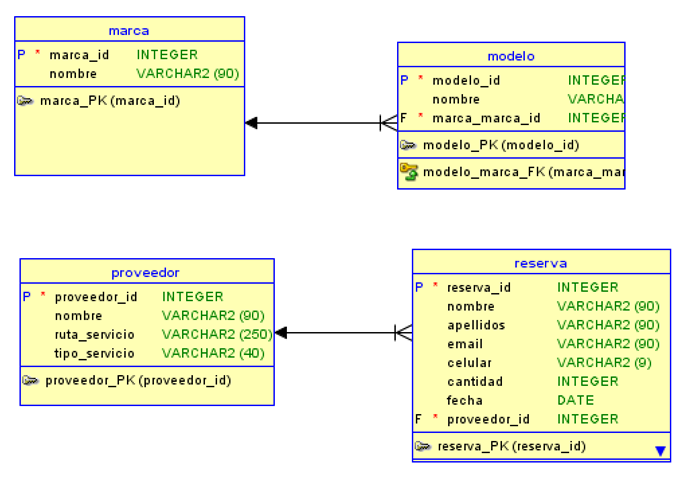 marca
P * marca_id INTEGER
nombre VARCHAR2 (90)
marca_PK (marca_id)
modelo
P * modelo_id INTEGER
nombre VARCHA
F * marca_marca_id INTEGER
modelo_PK (modelo_id)
modelo_marca_FK (marca_mar
proveedor
P * proveedor_id INTEGER
nombre VARCHAR2 (90)
ruta_servicio VARCHAR2 (250)
tipo_servicio VARCHAR2 (40)
proveedor_PK (proveedor_id)
reserva
P * reserva_id INTEGER
nombre VARCHAR2 (90)
apellidos VARCHAR2 (90)
email VARCHAR2 (90)
celular VARCHAR2 (9)
cantidad INTEGER
fecha DATE
F * proveedor_id INTEGER
reserva_PK (reserva_id)